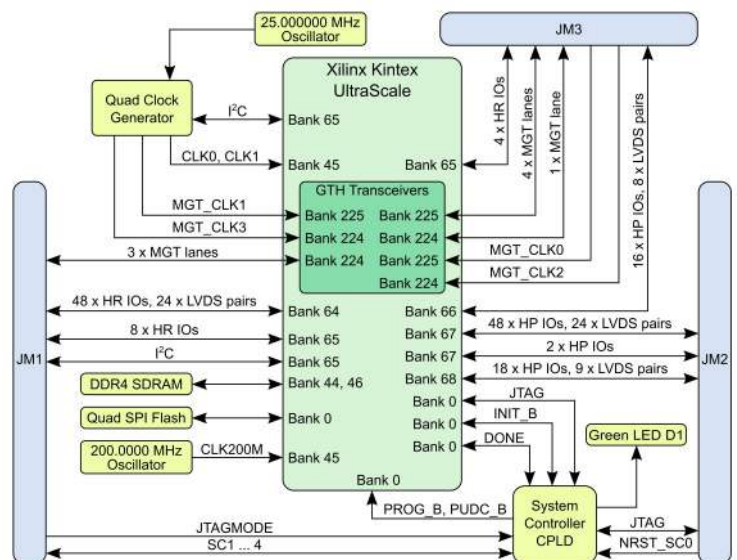 25.000000 MHz
Oscillator
JM3
Xilinx Kintex
UltraScale
Quad Clock
Generator
I²C
Bank 65
CLK0, CLK1
Bank 45
Bank 65
4 x HR IOs
4 x MGT lanes
1 x MGT lane
16 x HP IOs, 8 x LVDS pairs
GTH Transceivers
MGT_CLK1
Bank 225
Bank 225
MGT_CLK3
Bank 224
Bank 224
MGT_CLK0
3 x MGT lanes
Bank 224
Bank 225
MGT_CLK2
Bank 224
48 x HR IOs, 24 x LVDS pairs
Bank 64
Bank 66
48 x HP IOs, 24 x LVDS pairs
8 x HR IOs
Bank 65
Bank 67
2 x HP IOs
JM1
I²C
Bank 65
Bank 67
JM2
18 x HP IOs, 9 x LVDS pairs
DDR4 SDRAM
Bank 44, 46
Bank 68
JTAG
Bank 0
Quad SPI Flash
Bank 0
INIT_B
Bank 0
DONE
Bank 0
Green LED D1
200.0000 MHz
Oscillator
CLK200M
Bank 45
Bank 0
PROG_B, PUDC_B
System
Controller
CPLD
JTAGMODE
JTAG
SC1 ... 4
NRST_SC0